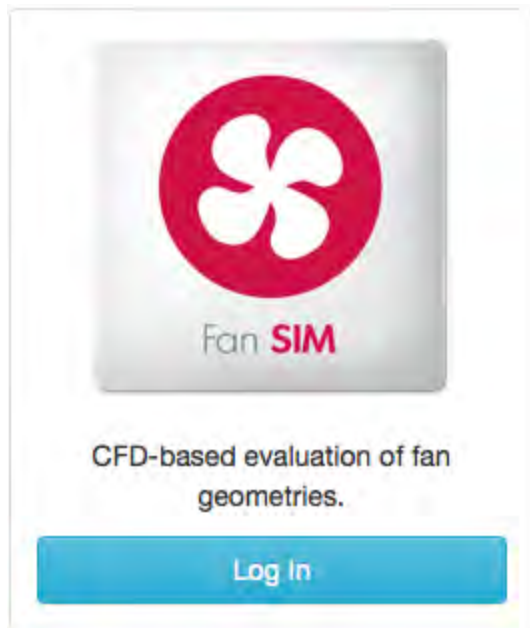 Fan SIM
CFD-based evaluation of fan
geometries.
Log In